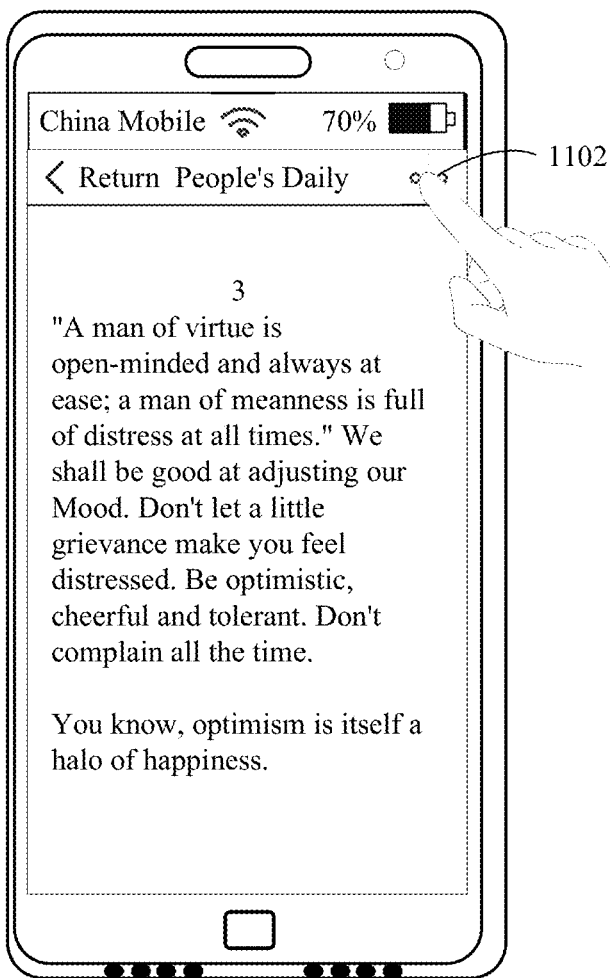 China Mobile 70%
Return People's Daily
1102
3
"A man of virtue is
open-minded and always at
ease; a man of meanness is full
of distress at all times." We
shall be good at adjusting our
Mood. Don't let a little
grievance make you feel
distressed. Be optimistic,
cheerful and tolerant. Don't
complain all the time.
You know, optimism is itself a
halo of happiness.